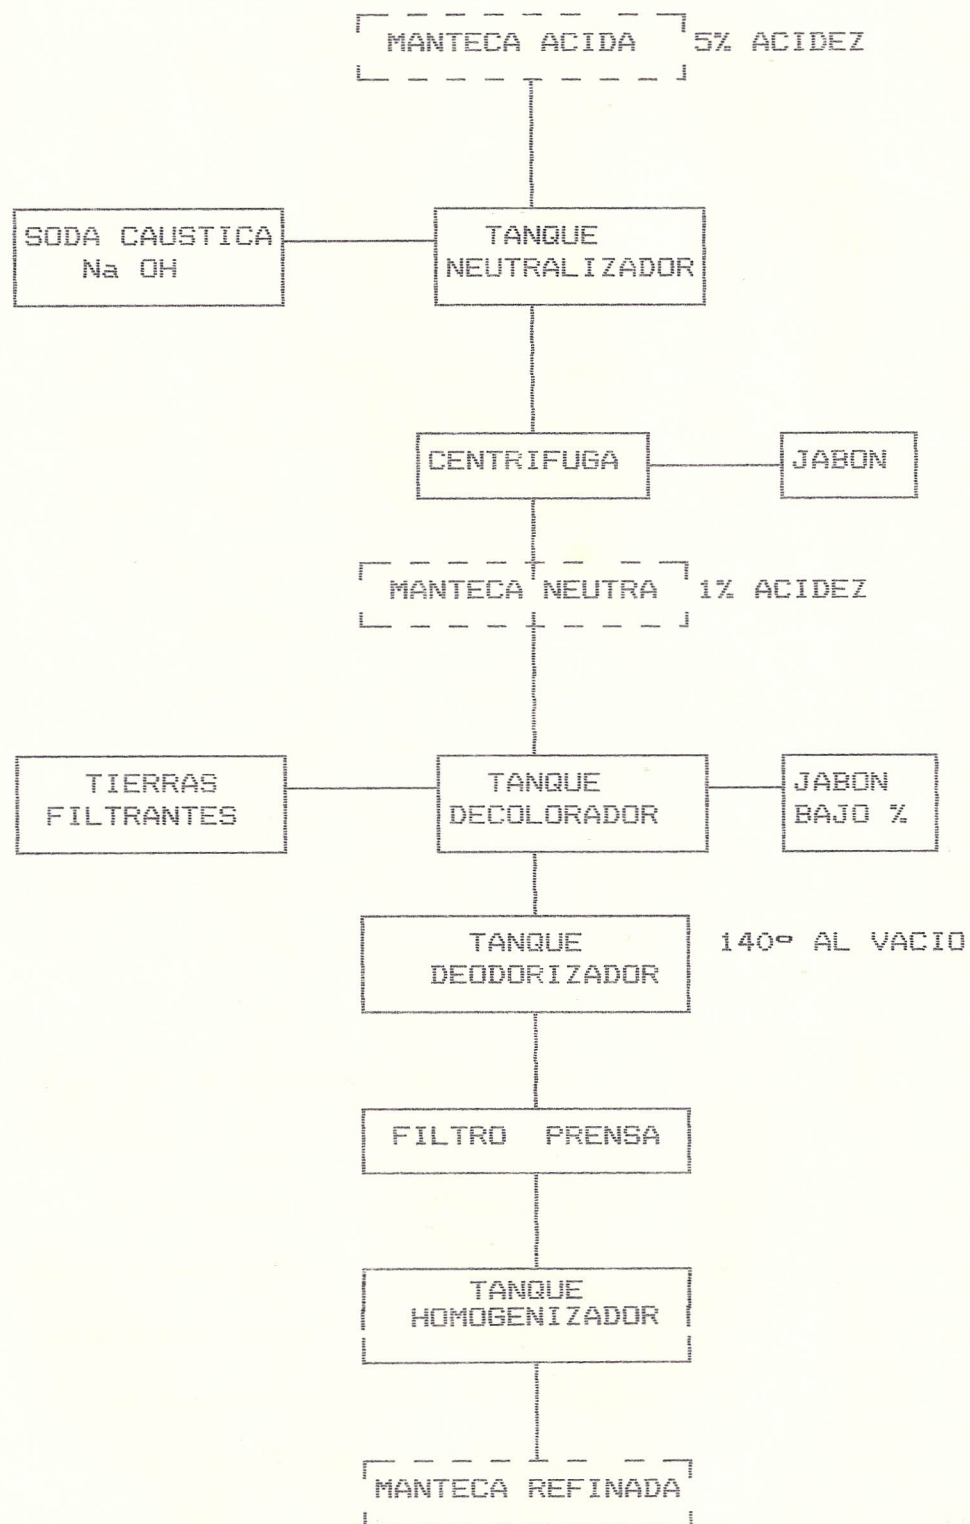 MANTECA ACIDA 5% ACIDEZ
SODA CAUSTICA
Na OH
TANQUE
NEUTRALIZADOR
CENTRIFUGA
JABON
MANTECA NEUTRA 1% ACIDEZ
TIERRAS
FILTRANTES
TANQUE
DECOLORADOR
JABON
BAJO %
TANQUE
DEODORIZADOR
140º AL VACIO
FILTRO PRENSA
TANQUE
HOMOGENIZADOR
MANTECA REFINADA